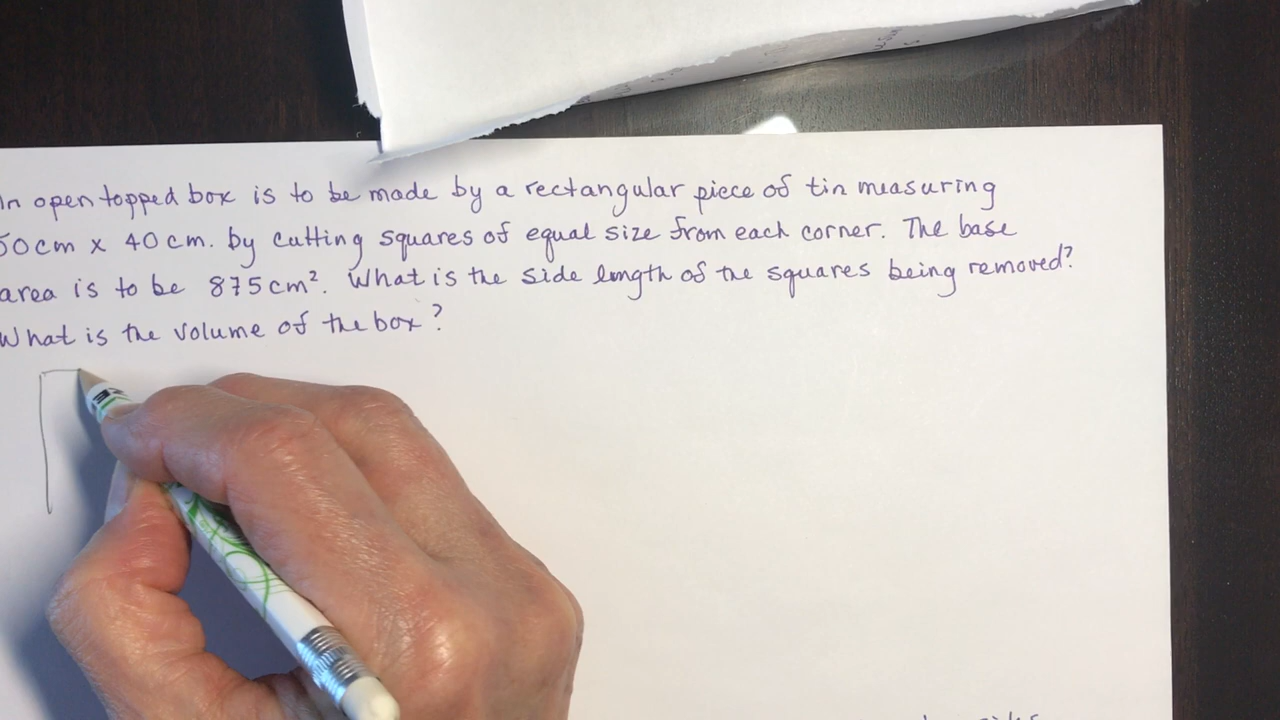 In open topped box is to be made by a rectangular piece of tin measuring
50cm x 40cm. by cutting squares of equal size from each corner. The base
area is to be 875cm². What is the side length of the squares being removed?
What is the volume of the box?